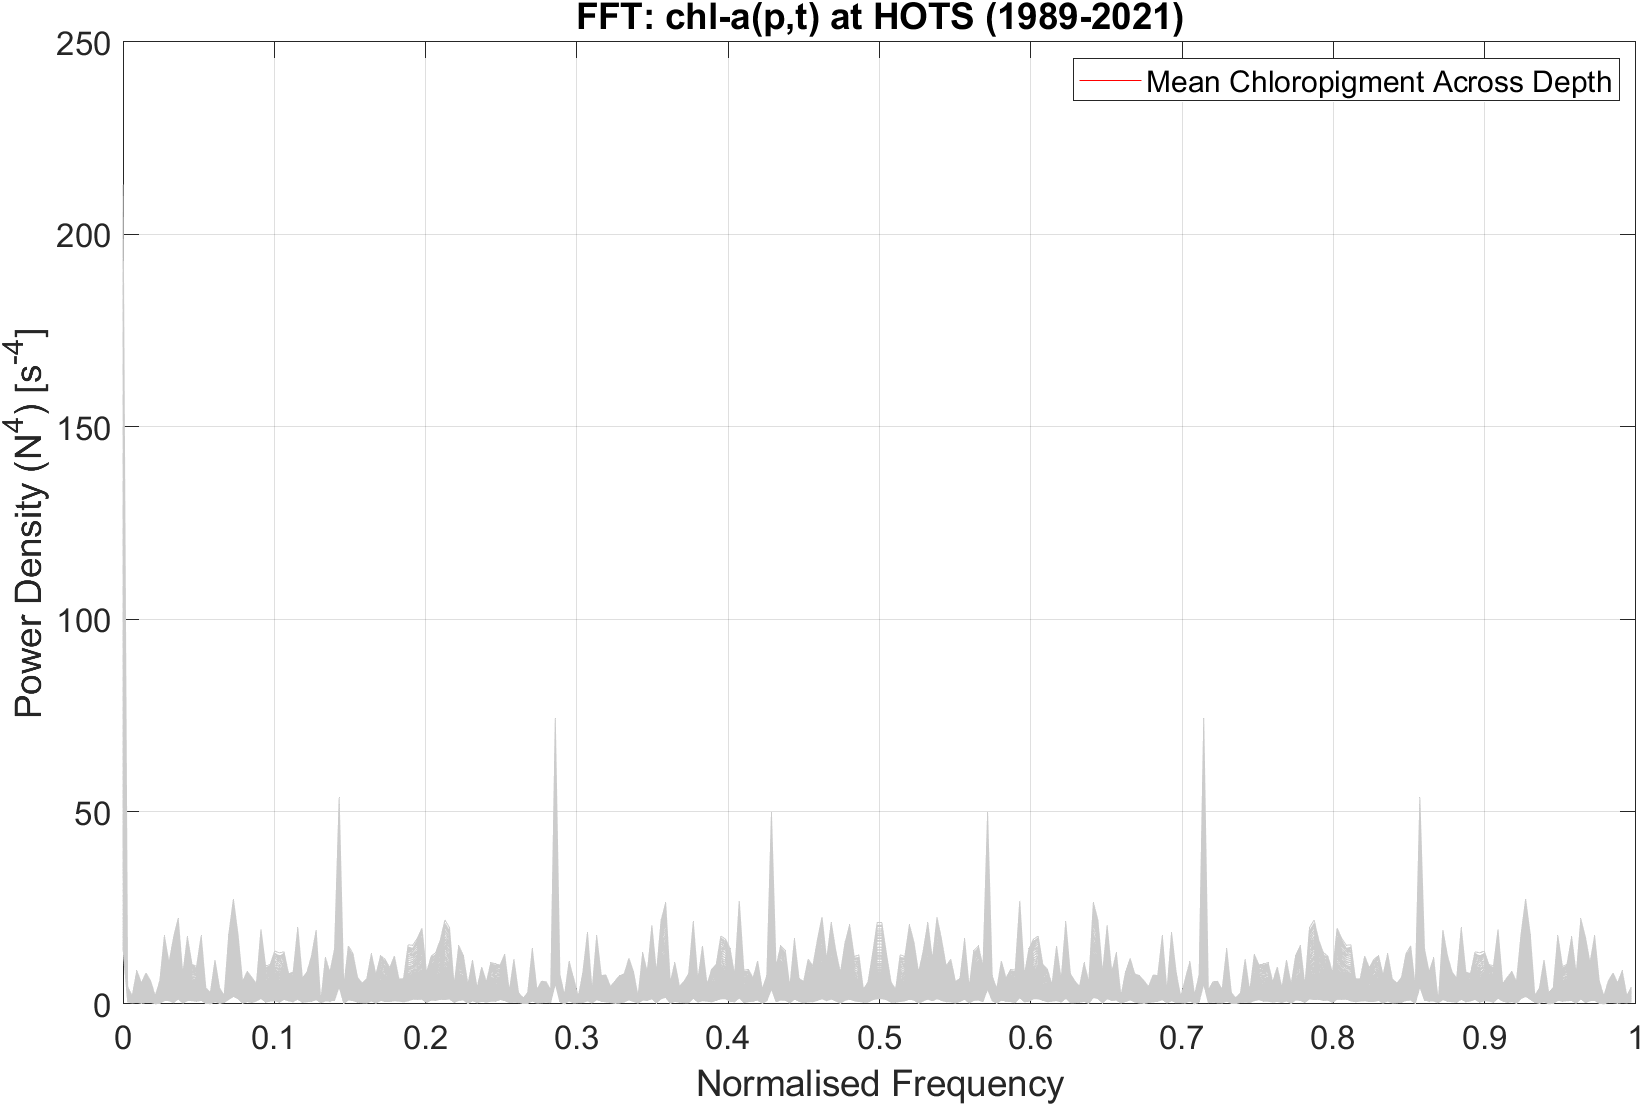 FFT: chl-a(p,t) at HOTS (1989-2021)
Mean Chloropigment Across Depth
Power Density (N^4) [s^-4]
250
200
150
100
50
0
0 0.1 0.2 0.3 0.4 0.5 0.6 0.7 0.8 0.9 1
Normalised Frequency